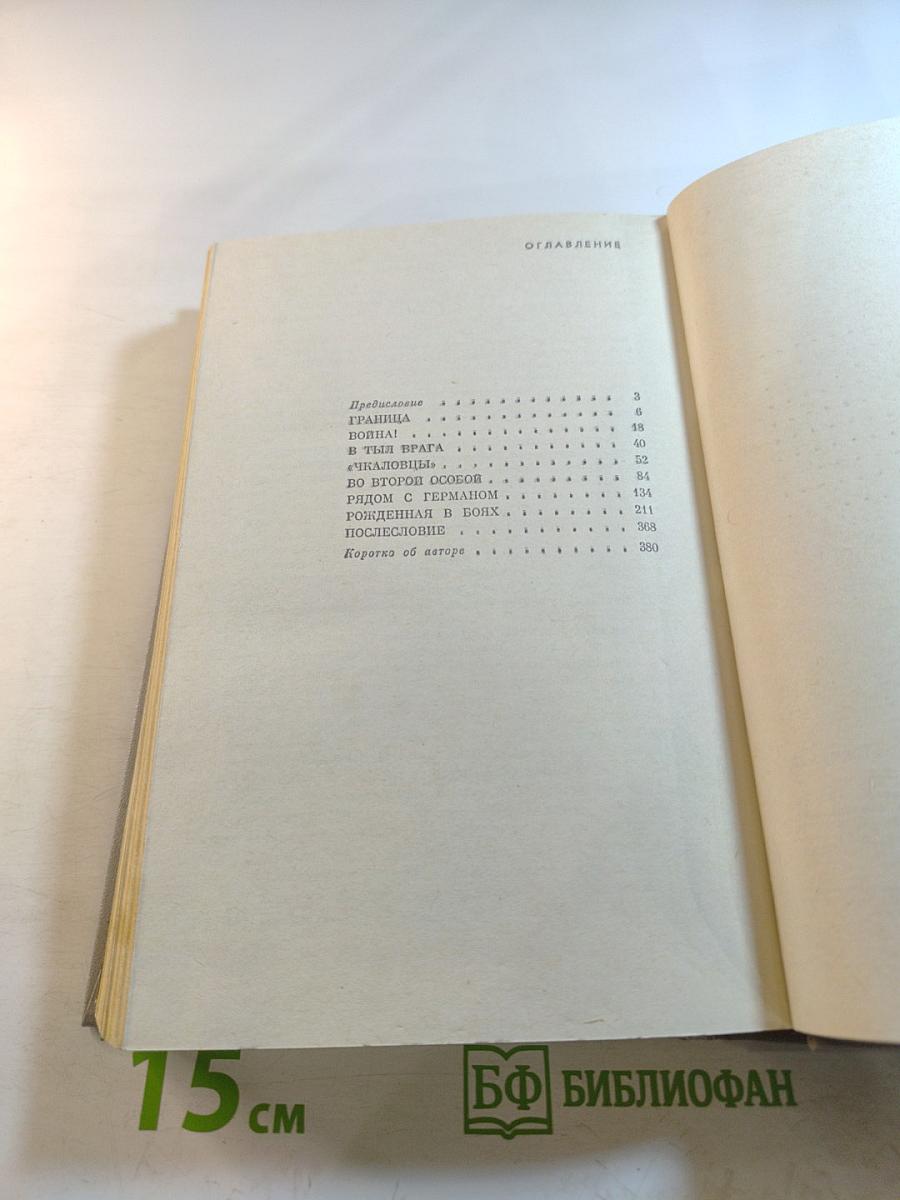 ОГЛАВЛЕНИЕ
Предисловие . . . . . . . . . . . . 3
ГРАНИЦА . . . . . . . . . . . . . 6
ВОЙНА! . . . . . . . . . . . . . . 18
В ТЫЛ ВРАГА . . . . . . . . . . . . 40
«ЧКАЛОВЦЫ» . . . . . . . . . . . . 52
ВО ВТОРОЙ ОСОБОЙ . . . . . . . . . 84
РЯДОМ С ГЕРМАНОМ . . . . . . . . 134
РОЖДЕННАЯ В БОЯХ . . . . . . . . 211
ПОСЛЕСЛОВИЕ . . . . . . . . . . . 368
Коротко об авторе . . . . . . . . . . 380
15 см
БФ БИБЛИОФАН